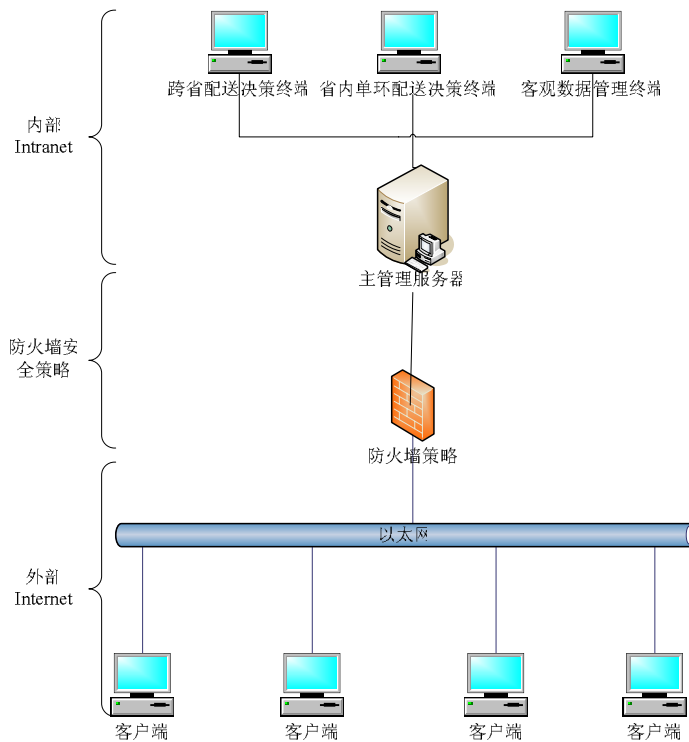 跨省配送决策终端
省内单环配送决策终端
客观数据管理终端
内部
Intranet
主管理服务器
防火墙安
全策略
防火墙策略
以太网
外部
Internet
客户端
客户端
客户端
客户端